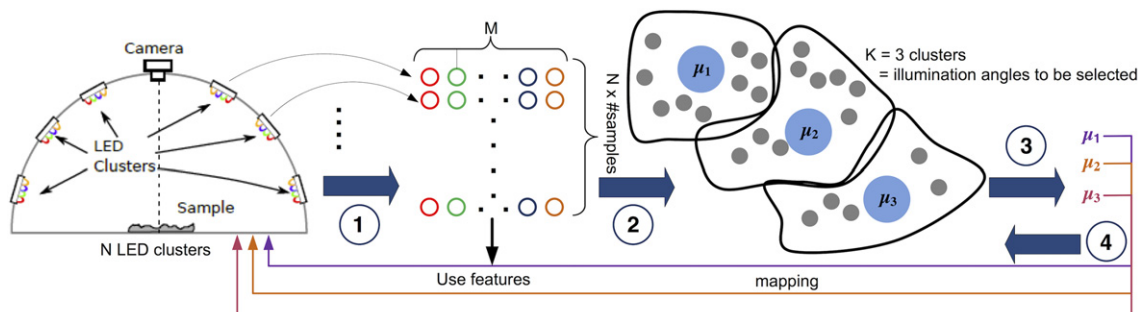 Camera
LED
Clusters
Sample
N LED clusters
1
M
N x #samples
Use features
2
μ1
μ2
μ3
K = 3 clusters
= illumination angles to be selected
3
μ1
μ2
μ3
4
mapping